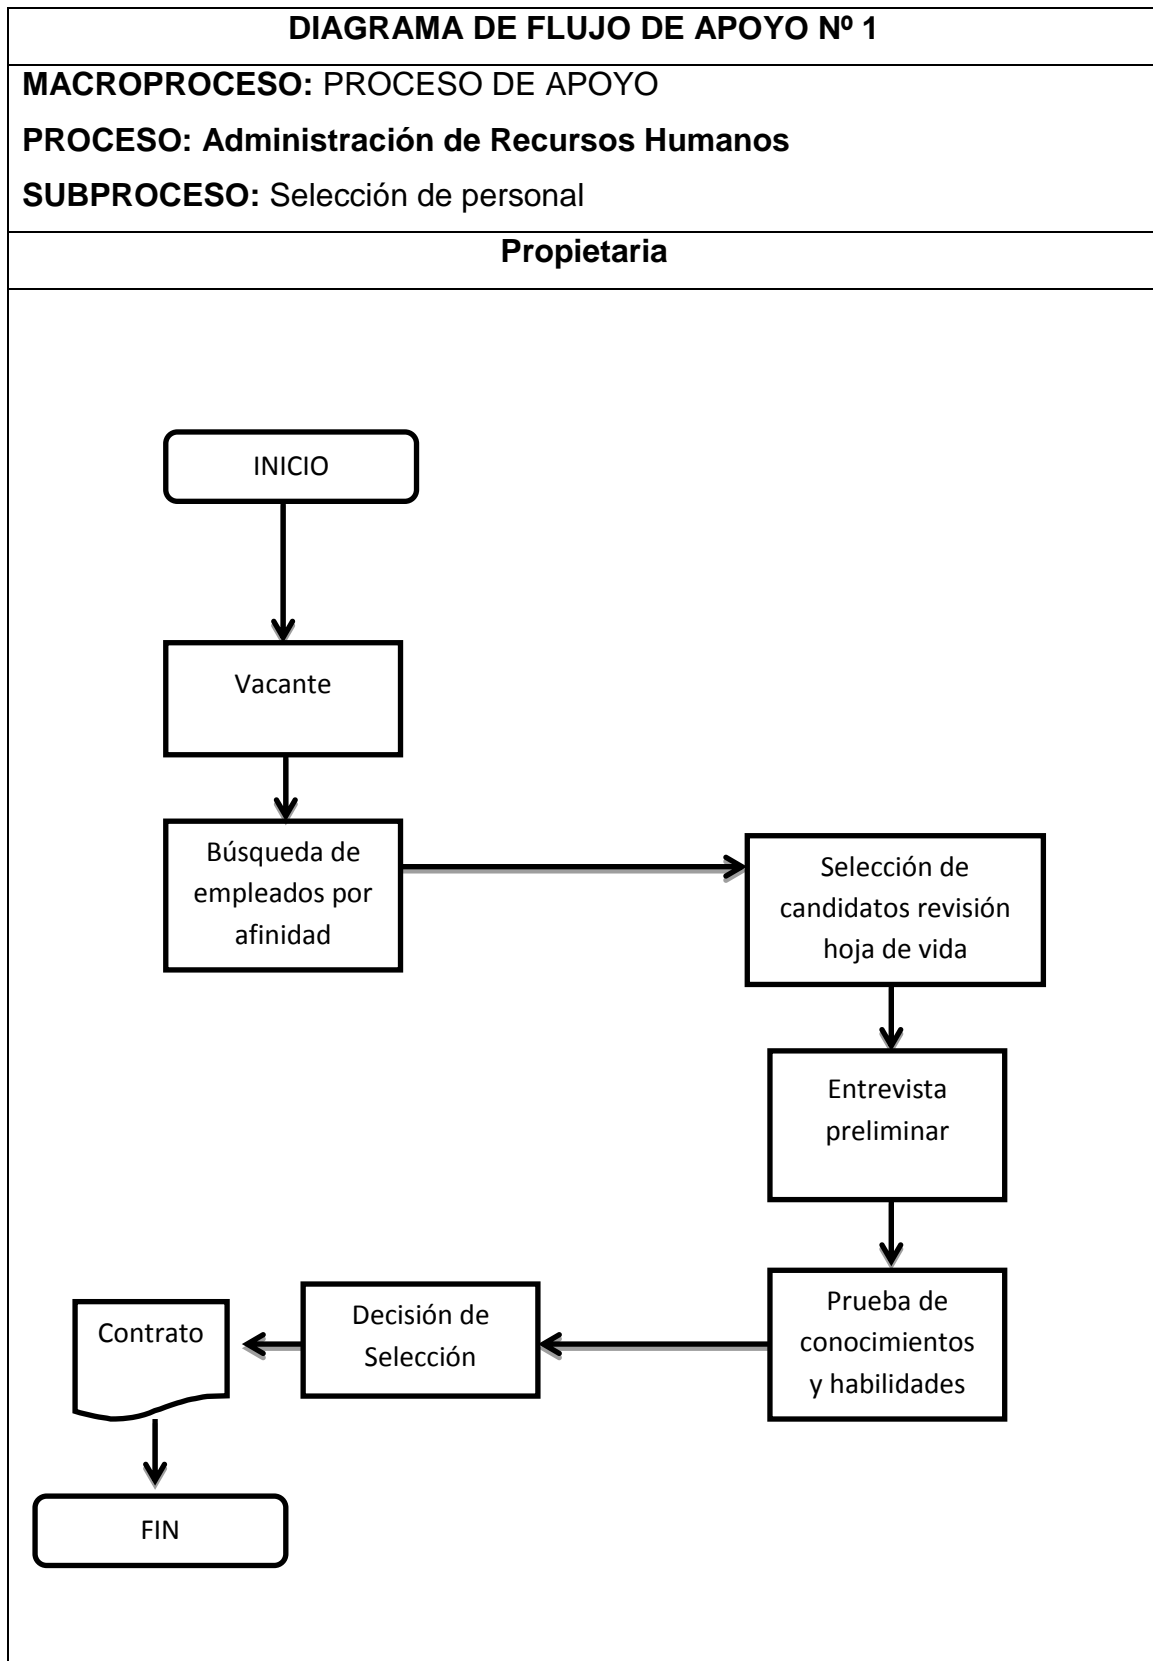 DIAGRAMA DE FLUJO DE APOYO Nº 1
MACROPROCESO: PROCESO DE APOYO
PROCESO: Administración de Recursos Humanos
SUBPROCESO: Selección de personal
Propietaria
INICIO
Vacante
Búsqueda de
empleados por
afinidad
Selección de
candidatos revisión
hoja de vida
Entrevista
preliminar
Prueba de
conocimientos
y habilidades
Decisión de
Selección
Contrato
FIN